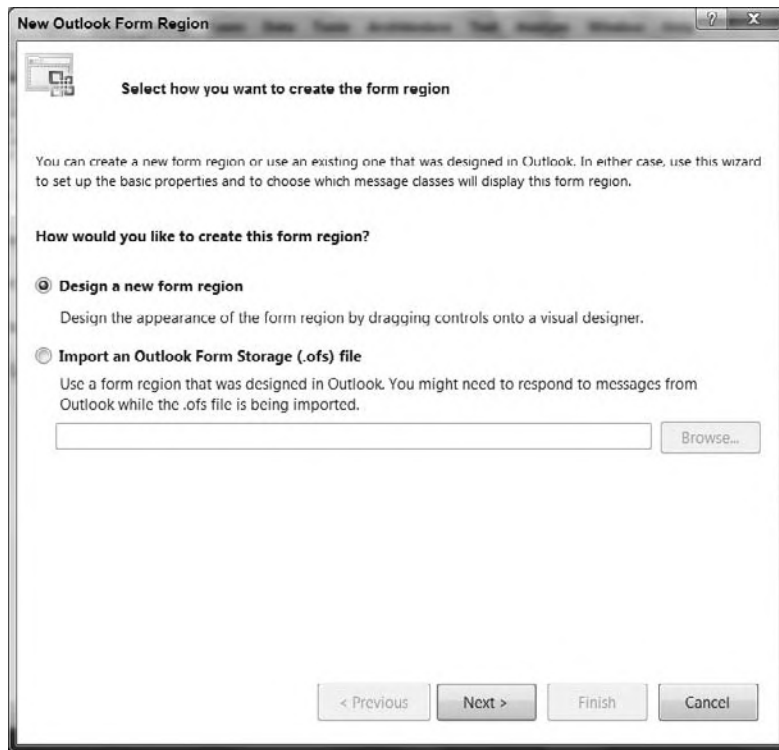 New Outlook Form Region
Select how you want to create the form region
You can create a new form region or use an existing one that was designed in Outlook. In either case, use this wizard
to set up the basic properties and to choose which message classes will display this form region.
How would you like to create this form region?
Design a new form region
Design the appearance of the form region by dragging controls onto a visual designer.
Import an Outlook Form Storage (.ofs) file
Use a form region that was designed in Outlook. You might need to respond to messages from
Outlook while the .ofs file is being imported.
Browse...
< Previous Next > Finish Cancel